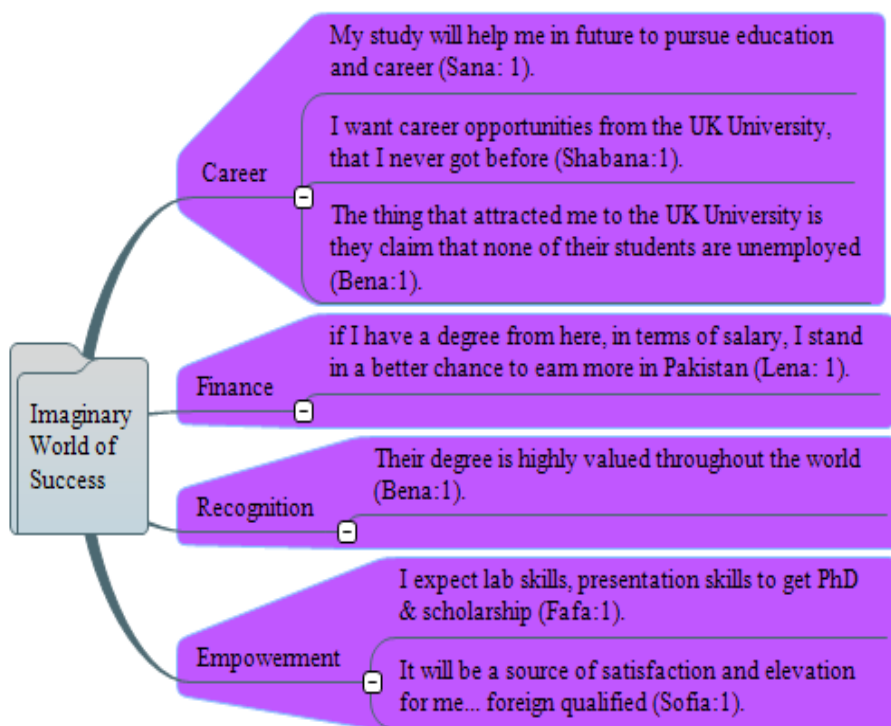 My study will help me in future to pursue education
and career (Sana: 1).
I want career opportunities from the UK University,
that I never got before (Shabana:1).
Career
The thing that attracted me to the UK University is
they claim that none of their students are unemployed
(Bena:1).
if I have a degree from here, in terms of salary, I stand
in a better chance to earn more in Pakistan (Lena: 1).
Finance
Imaginary
World of
Success
Their degree is highly valued throughout the world
(Bena:1).
Recognition
I expect lab skills, presentation skills to get PhD
& scholarship (Fafa:1).
Empowerment
It will be a source of satisfaction and elevation
for me... foreign qualified (Sofia:1).